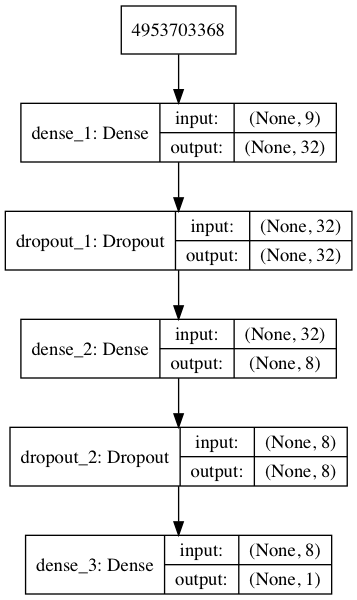 4953703368
dense_1: Dense
input: (None, 9)
output: (None, 32)
dropout_1: Dropout
input: (None, 32)
output: (None, 32)
dense_2: Dense
input: (None, 32)
output: (None, 8)
dropout_2: Dropout
input: (None, 8)
output: (None, 8)
dense_3: Dense
input: (None, 8)
output: (None, 1)